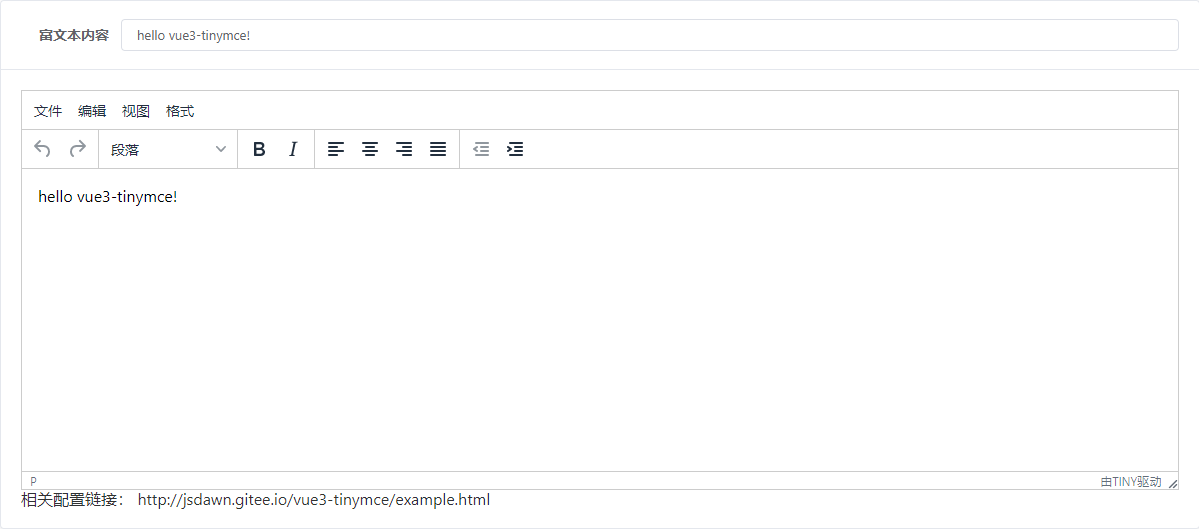 富文本内容 hello vue3-tinymce!
文件 编辑 视图 格式
段落 B I
hello vue3-tinymce!
P 由TINY驱动
相关配置链接： http://jsdawn.gitee.io/vue3-tinymce/example.html